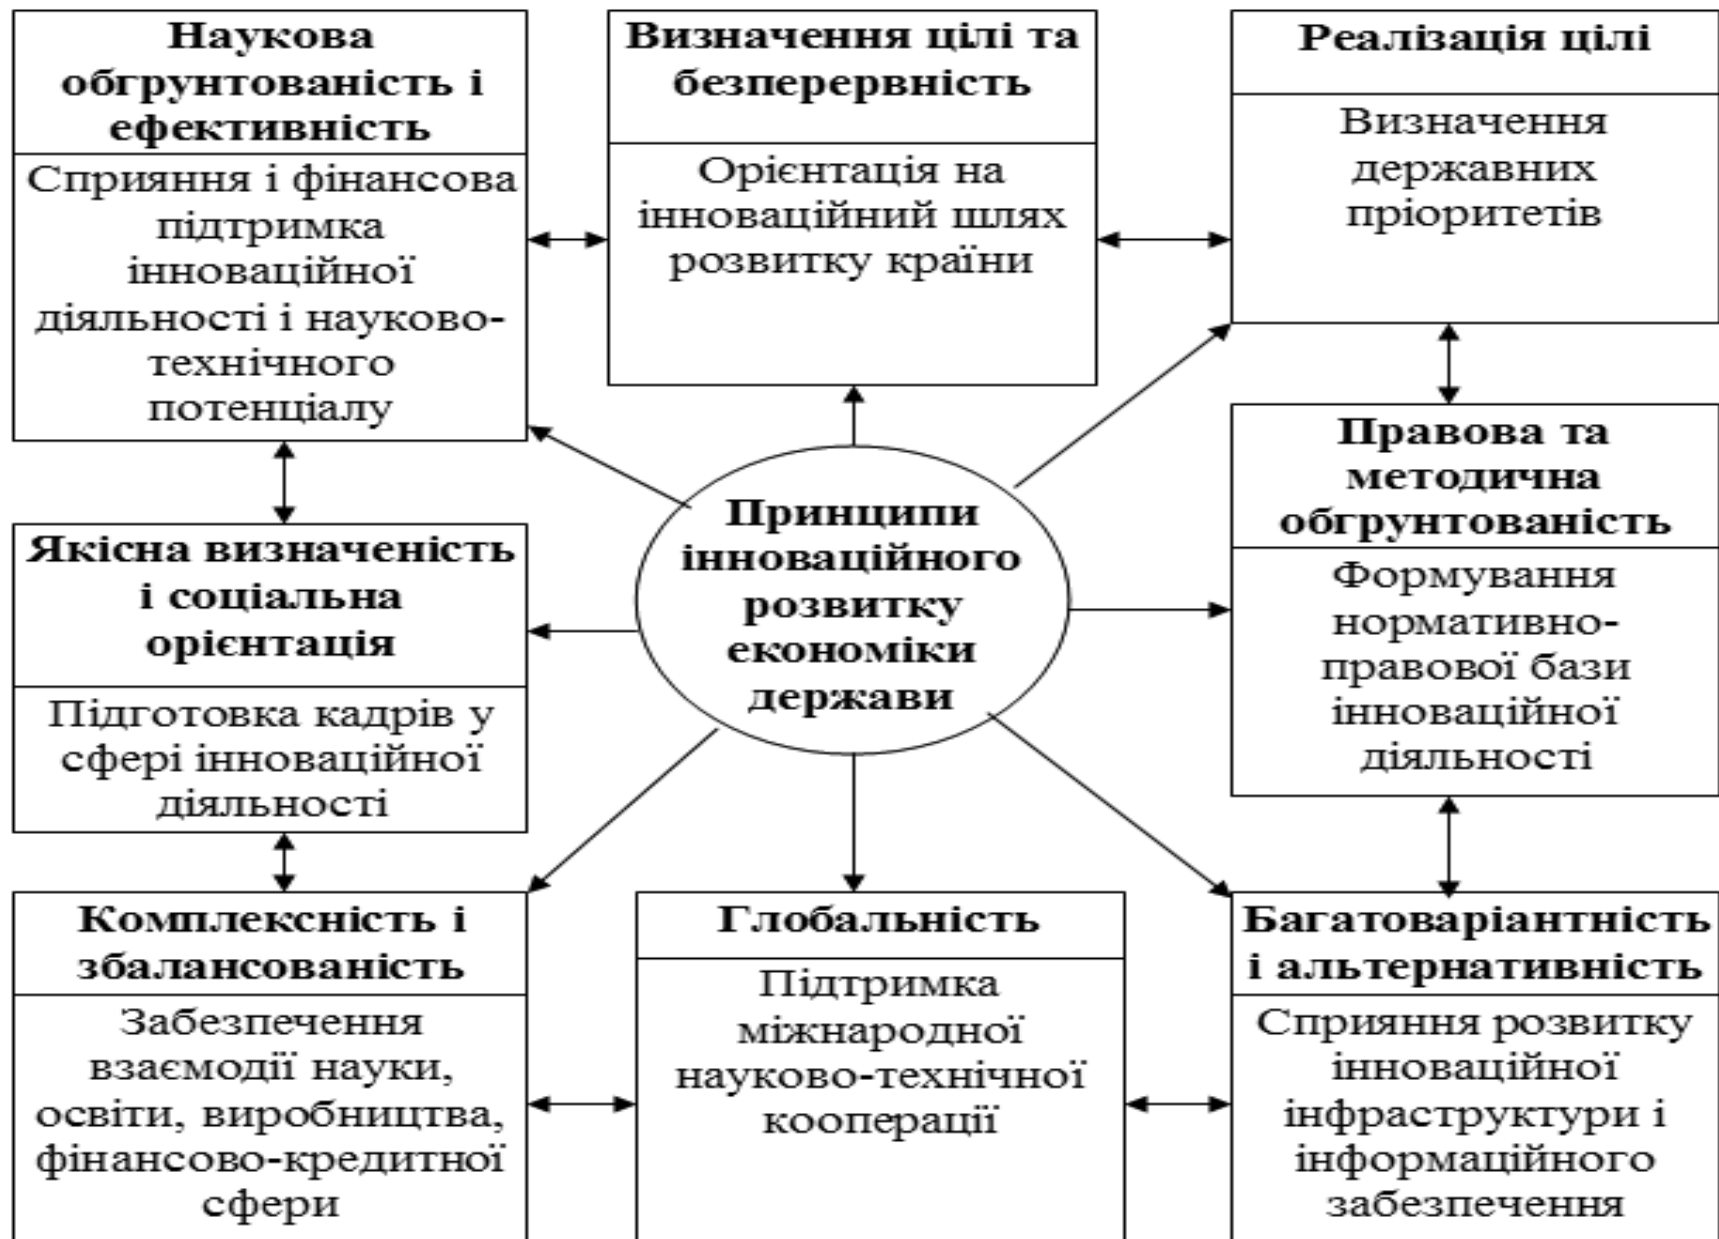 Наукова
обгрунтованість і
ефективність
Сприяння і фінансова
підтримка
інноваційної
діяльності і науково-
технічного
потенціалу
Визначення цілі та
безперервність
Орієнтація на
інноваційний шлях
розвитку країни
Реалізація цілі
Визначення
державних
пріоритетів
Принципи
інноваційного
розвитку
економіки
держави
Правова та
методична
обгрунтованість
Формування
нормативно-
правової бази
інноваційної
діяльності
Якісна визначеність
і соціальна
орієнтація
Підготовка кадрів у
сфері інноваційної
діяльності
Комплексність і
збалансованість
Забезпечення
взаємодії науки,
освіти, виробництва,
фінансово-кредитної
сфери
Глобальність
Підтримка
міжнародної
науково-технічної
кооперації
Багатоваріантність
і альтернативність
Сприяння розвитку
інноваційної
інфраструктури і
інформаційного
забезпечення